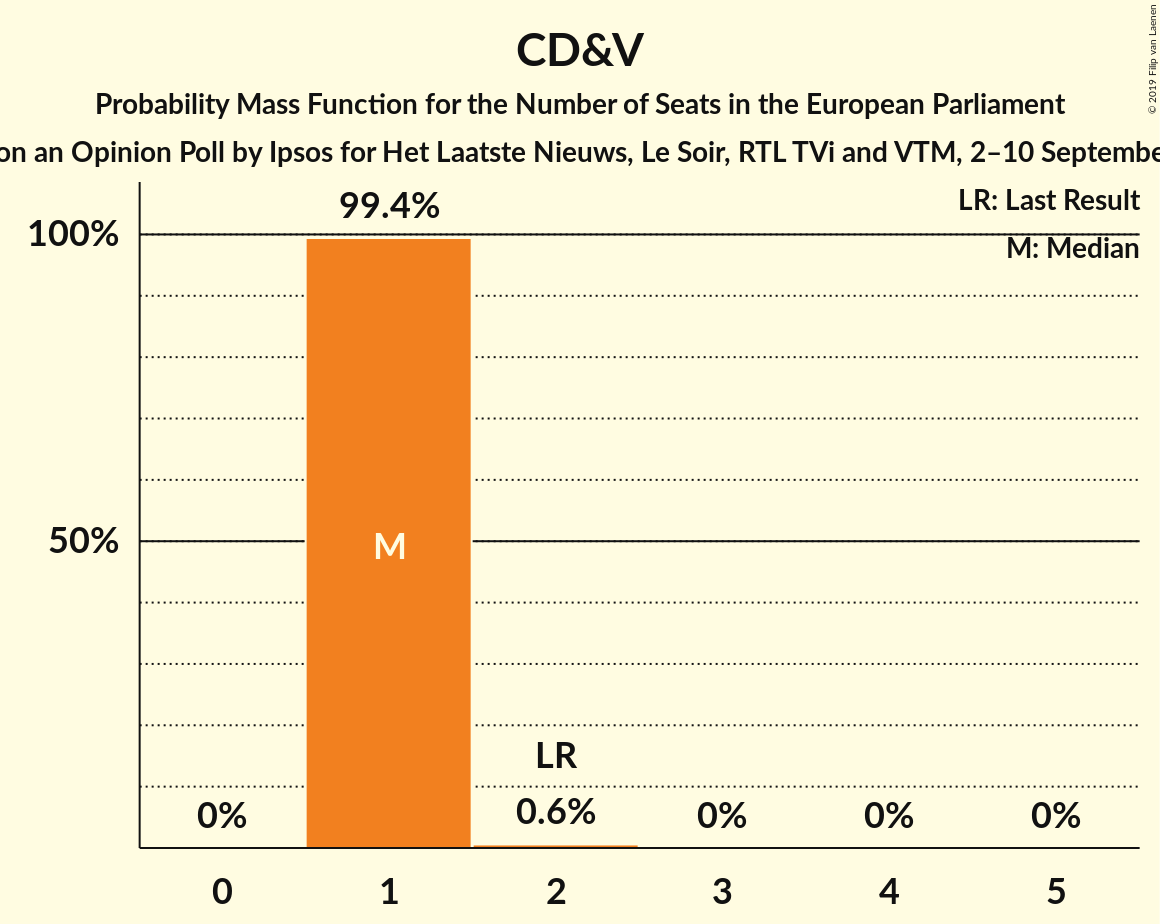 CD&V
Probability Mass Function for the Number of Seats in the European Parliament
on an Opinion Poll by Ipsos for Het Laatste Nieuws, Le Soir, RTL TVi and VTM, 2–10
© 2019 Filip van Laenen
LR: Last Result
M: Median
100%
50%
99.4%
M
LR
0%
0.6%
0%
0%
0%
0
1
2
3
4
5